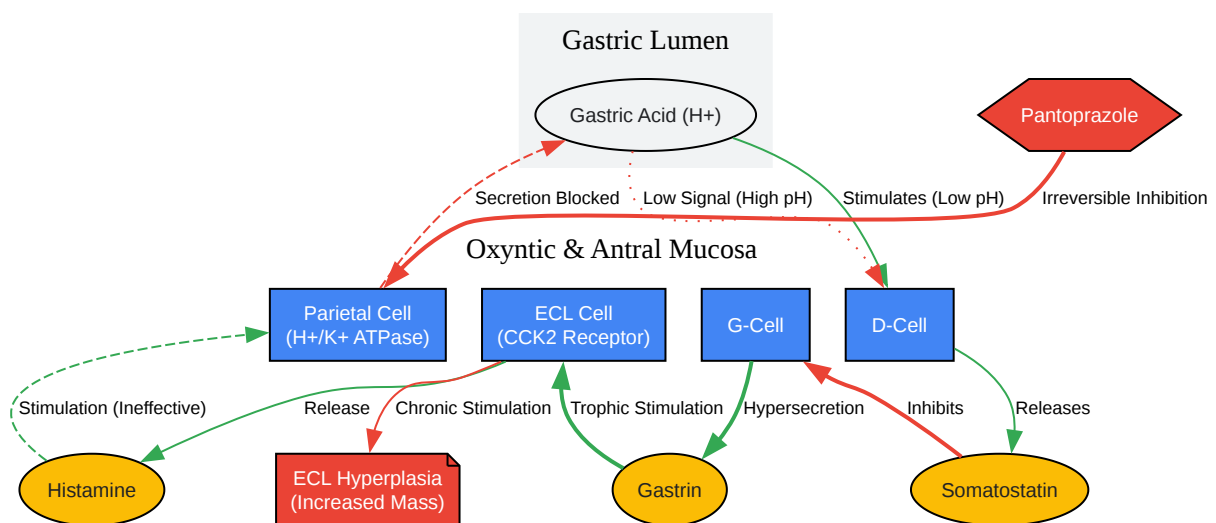 Gastric Lumen
Gastric Acid (H+)
Pantoprazole
Secretion Blocked
Low Signal (High pH)
Stimulates (Low pH)
Irreversible Inhibition
Oxyntic & Antral Mucosa
Parietal Cell
(H+/K+ ATPase)
ECL Cell
(CCK2 Receptor)
G-Cell
D-Cell
Stimulation (Ineffective)
Release
Chronic Stimulation
Trophic Stimulation
Hypersecretion
Inhibits
Releases
Histamine
ECL Hyperplasia
(Increased Mass)
Gastrin
Somatostatin